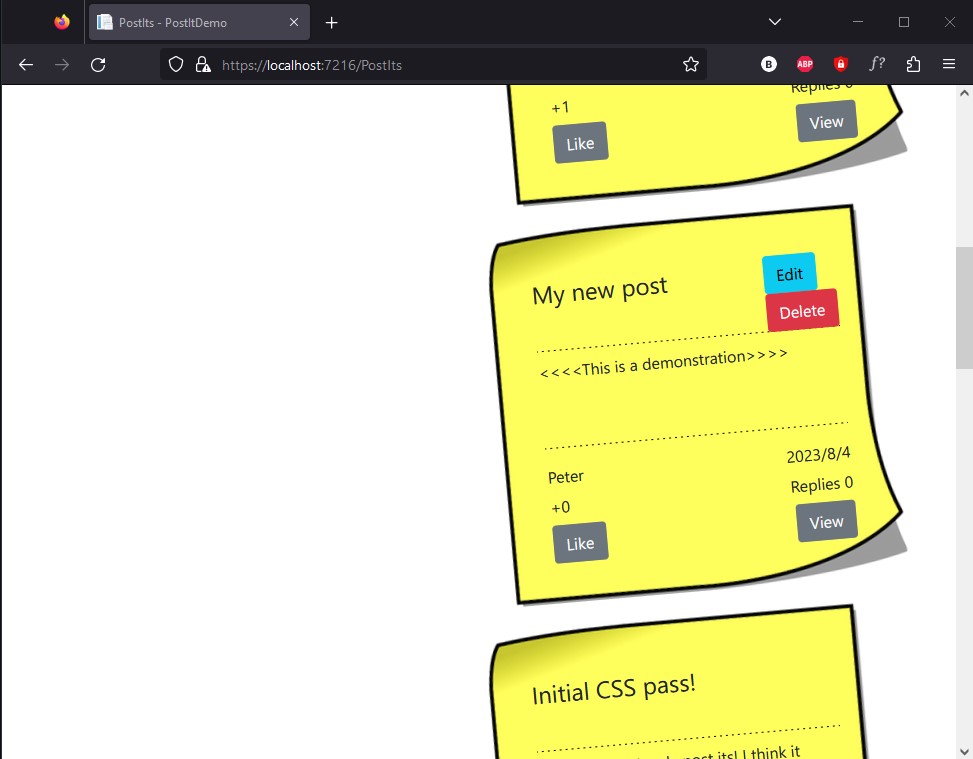 PostIts - PostItDemo
https://localhost:7216/PostIts
B
ABP
f?
Replies 0
+1
View
Like
Edit
My new post
Delete
<<<<This is a demonstration>>>>
2023/8/4
Peter
Replies 0
+0
View
Like
Initial CSS pass!
post its! I think it